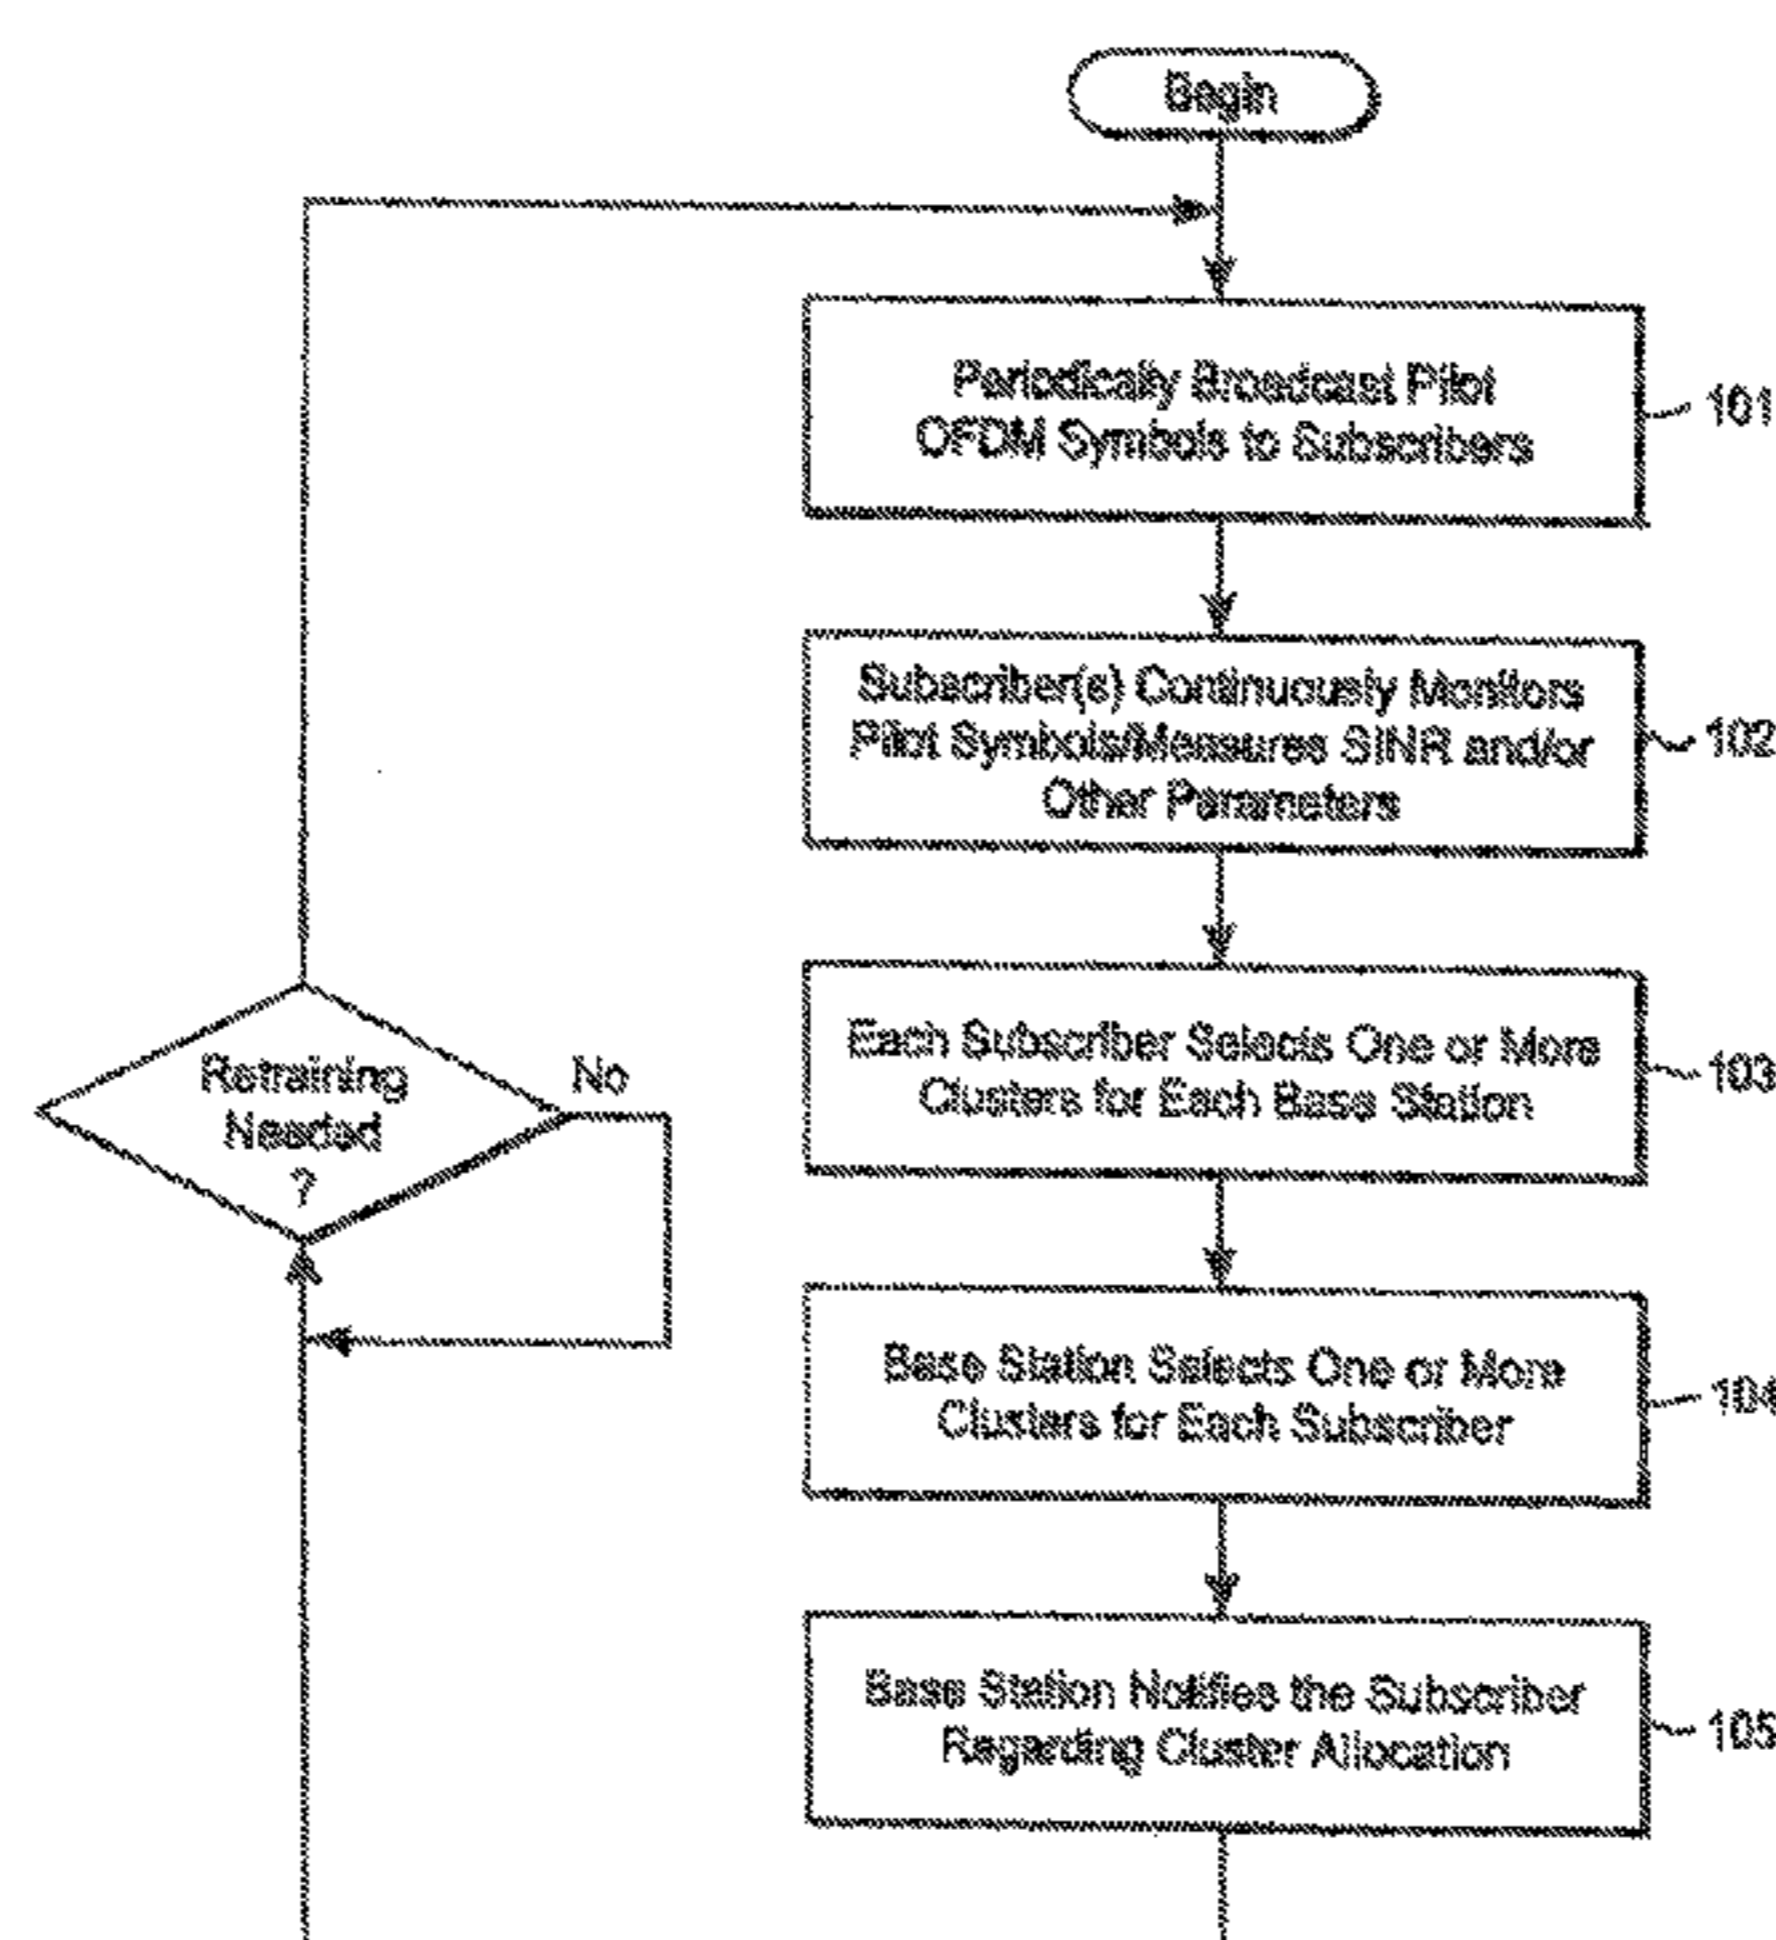 Begin
Periodically Broadcast Pilot
OFDM Symbols to Subscribers
101
Subscriber(s) Continuously Monitors
Pilot Symbols/Measures SINR and/or
Other Parameters
102
Each Subscriber Selects One or More
Clusters for Each Base Station
103
Retraining
Needed
?
No
Base Station Selects One or More
Clusters for Each Subscriber
104
Base Station Notifies the Subscriber
Regarding Cluster Allocation
105